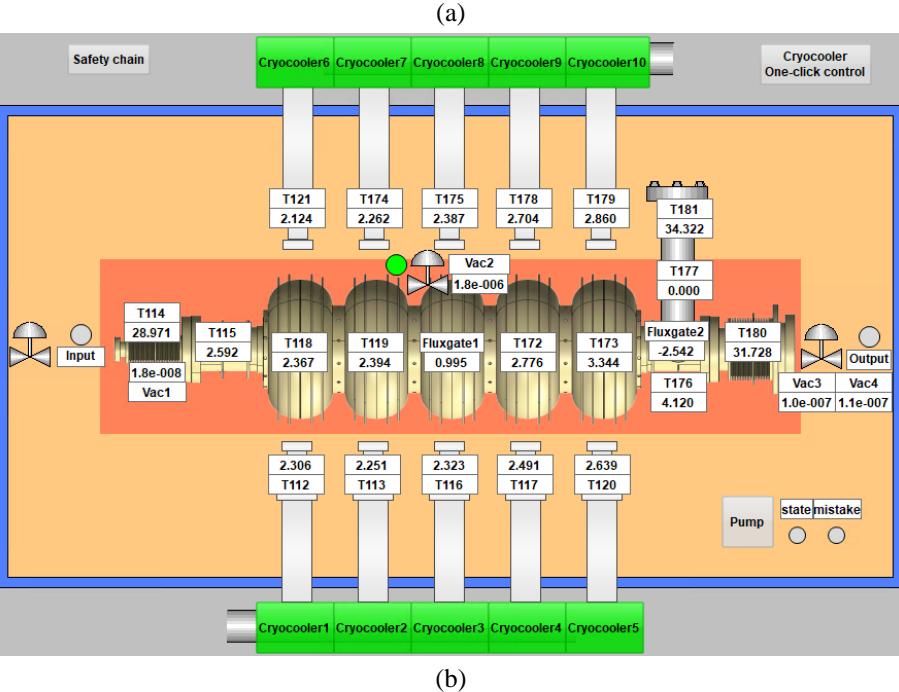 (a)
Safety chain
Cryocooler6 Cryocooler7 Cryocooler8 Cryocooler9 Cryocooler10
Cryocooler
One-click control
T121 T174 T175 T178 T179
2.124 2.262 2.387 2.704 2.860
T181
34.322
Vac2
1.8e-006
T177
0.000
T114
28.971
T115
2.592
T118
2.367
T119
2.394
Fluxgate1
0.995
T172
2.776
T173
3.344
Fluxgate2
-2.542
T180
31.728
Input
Output
1.8e-008
Vac1
T176
4.120
Vac3 Vac4
1.0e-007 1.1e-007
2.306 2.251 2.323 2.491 2.639
T112 T113 T116 T117 T120
Pump
state mistake
Cryocooler1 Cryocooler2 Cryocooler3 Cryocooler4 Cryocooler5
(b)